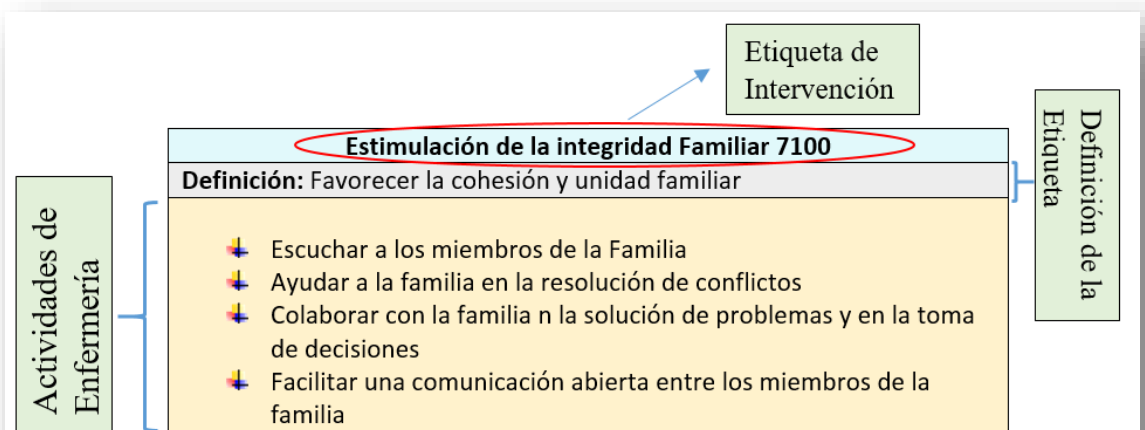 Etiqueta de
Intervención
Estimulación de la integridad Familiar 7100
Definición: Favorecer la cohesión y unidad familiar
Definición de la
Etiqueta
Actividades de
Enfermería
Escuchar a los miembros de la Familia
Ayudar a la familia en la resolución de conflictos
Colaborar con la familia n la solución de problemas y en la toma
de decisiones
Facilitar una comunicación abierta entre los miembros de la
familia